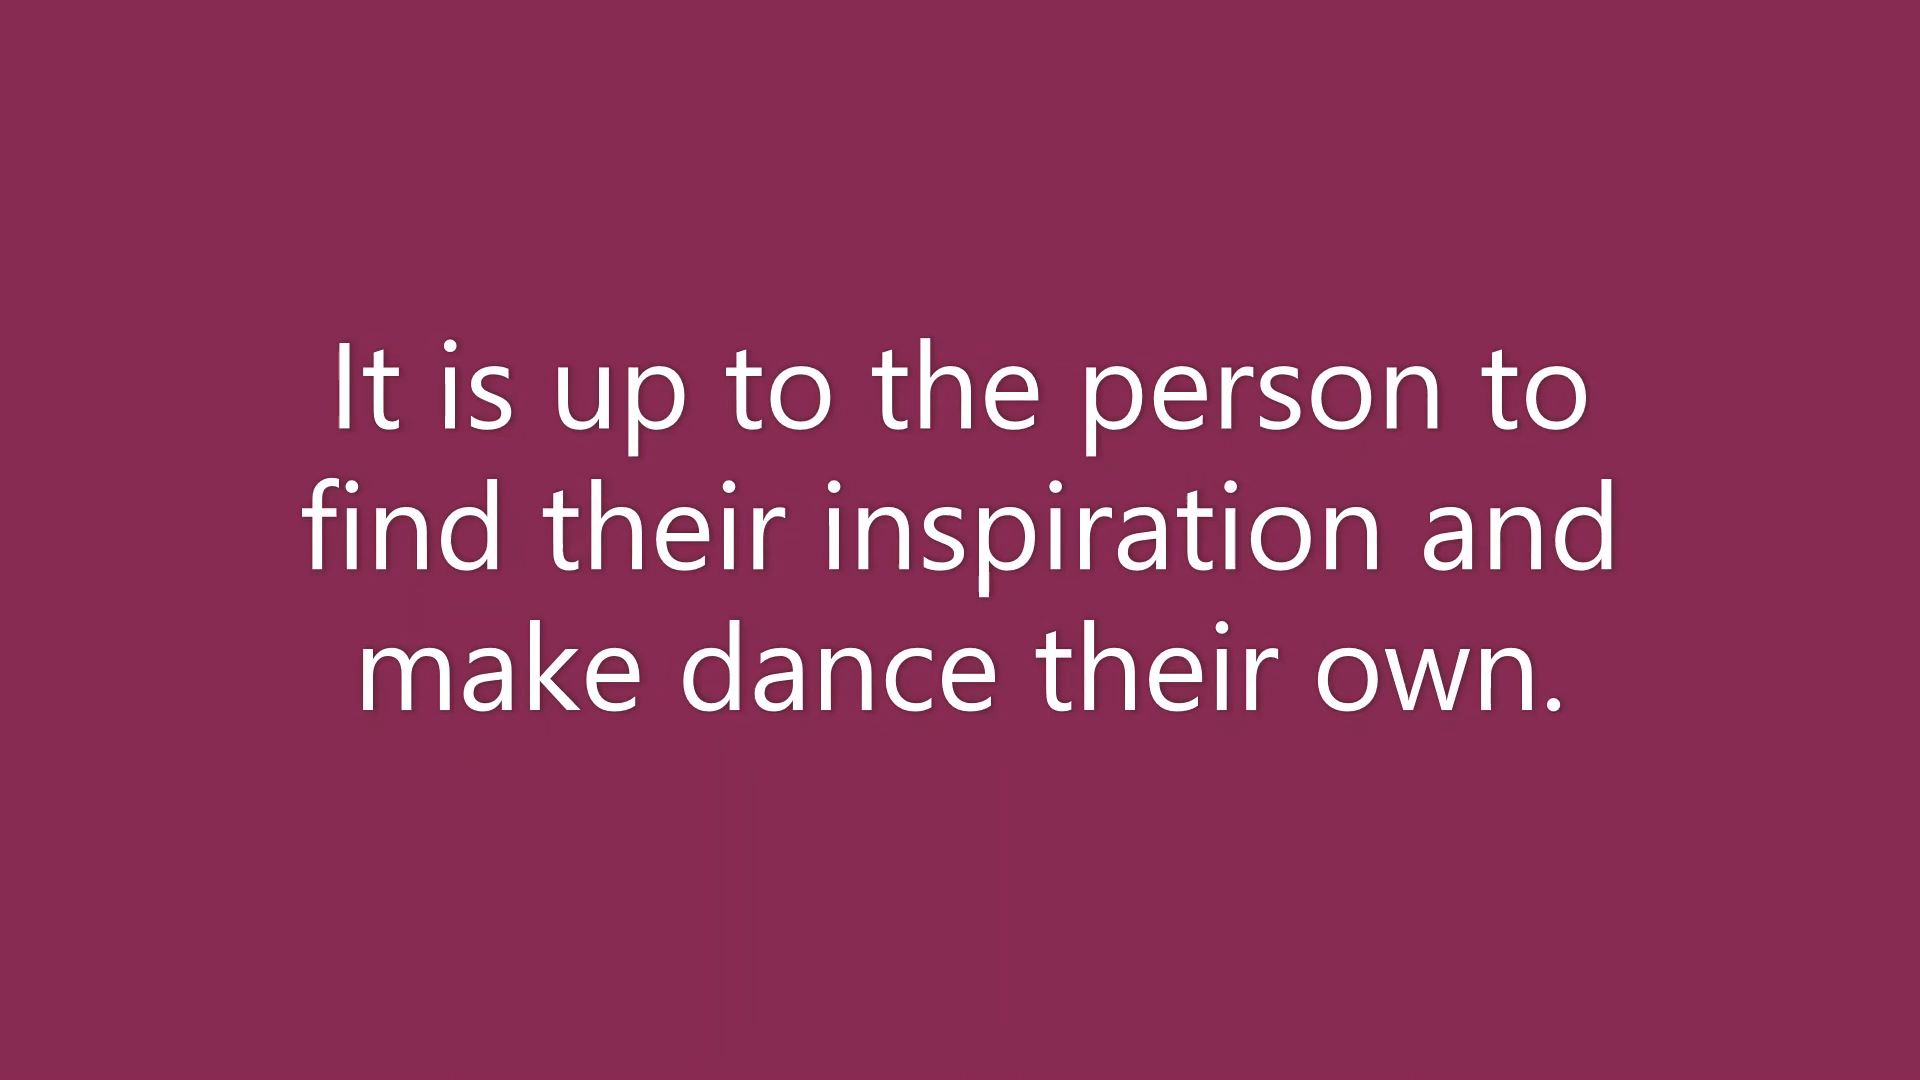 It is up to the person to
find their inspiration and
make dance their own.